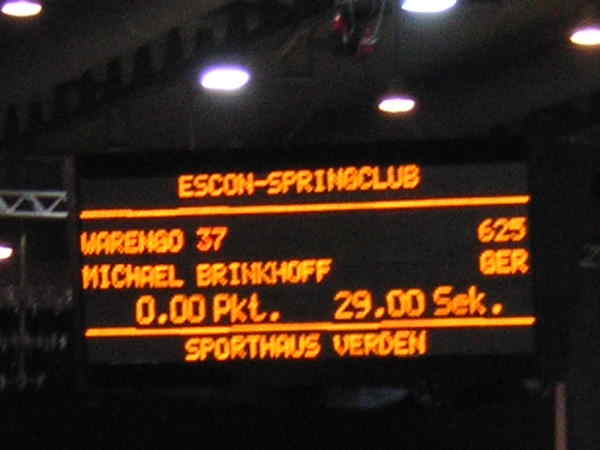 ESCON-SPRINGCLUB
WARENGO 37 625
MICHAEL BRINKHOFF GER
0.00 Pkt. 29.00 Sek.
SPORTHAUS VERDEN